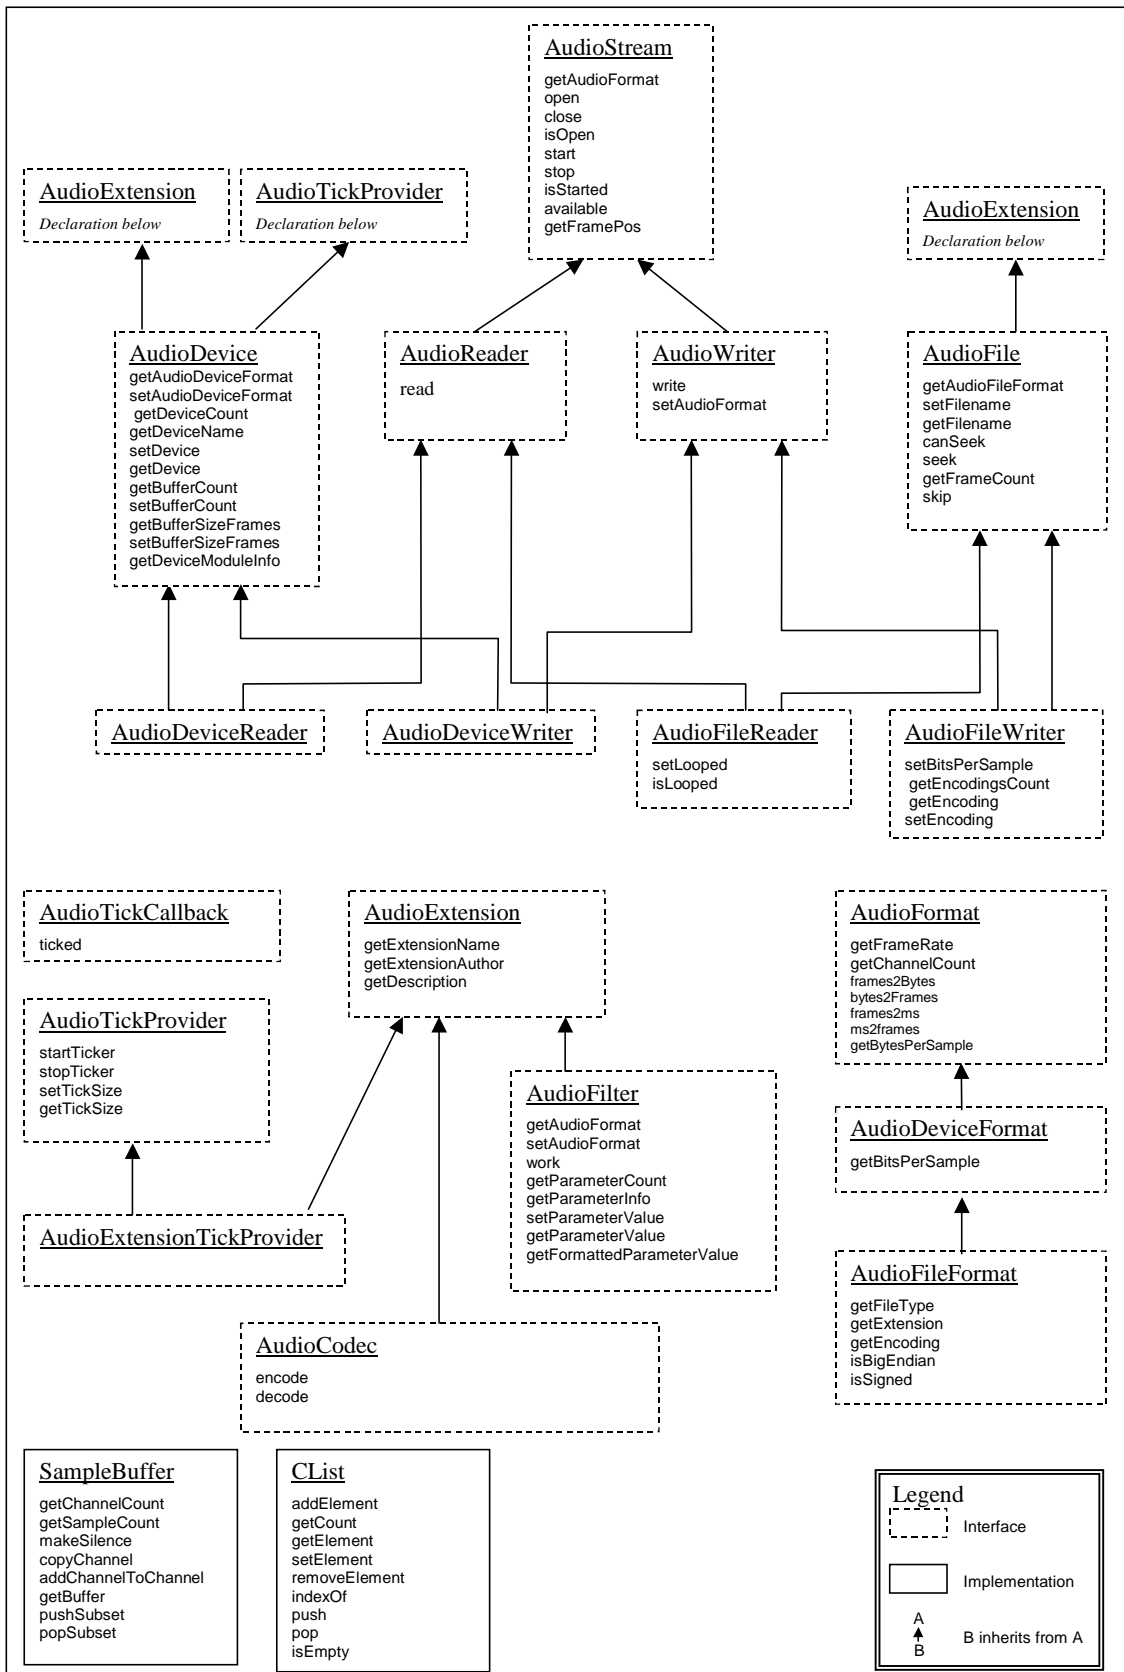 AudioStream
getAudioFormat
open
close
isOpen
start
stop
isStarted
available
getFramePos
AudioExtension
Declaration below
AudioTickProvider
Declaration below
AudioExtension
Declaration below
AudioDevice
getAudioDeviceFormat
setAudioDeviceFormat
getDeviceCount
getDeviceName
setDevice
getDevice
getBufferCount
setBufferCount
getBufferSizeFrames
setBufferSizeFrames
getDeviceModuleInfo
AudioReader
read
AudioWriter
write
setAudioFormat
AudioFile
getAudioFileFormat
setFilename
getFilename
canSeek
seek
getFrameCount
skip
AudioDeviceReader
AudioDeviceWriter
AudioFileReader
setLooped
isLooped
AudioFileWriter
setBitsPerSample
getEncodingsCount
getEncoding
setEncoding
AudioTickCallback
ticked
AudioExtension
getExtensionName
getExtensionAuthor
getDescription
AudioFormat
getFrameRate
getChannelCount
frames2Bytes
bytes2Frames
frames2ms
ms2frames
getBytesPerSample
AudioTickProvider
startTicker
stopTicker
setTickSize
getTickSize
AudioFilter
getAudioFormat
setAudioFormat
work
getParameterCount
getParameterInfo
setParameterValue
getParameterValue
getFormattedParameterValue
AudioDeviceFormat
getBitsPerSample
AudioExtensionTickProvider
AudioFileFormat
getFileType
getExtension
getEncoding
isBigEndian
isSigned
AudioCodec
encode
decode
SampleBuffer
getChannelCount
getSampleCount
makeSilence
copyChannel
addChannelToChannel
getBuffer
pushSubset
popSubset
CList
addElement
getCount
getElement
setElement
removeElement
indexOf
push
pop
isEmpty
Legend
Interface
Implementation
A
B
B inherits from A